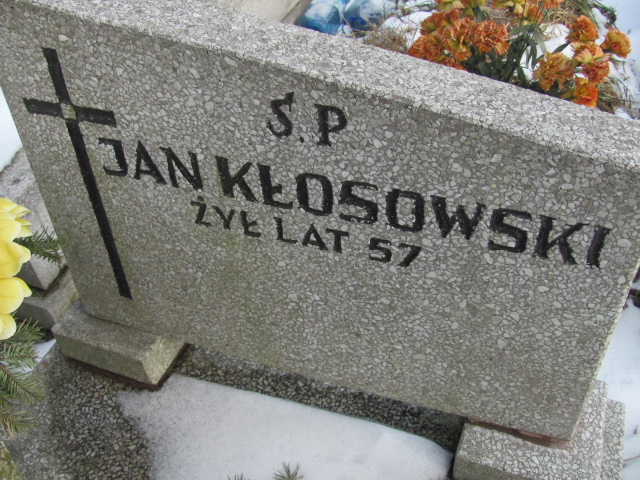 Ś.P
JAN KŁOSOWSKI
ŻYŁ LAT 57